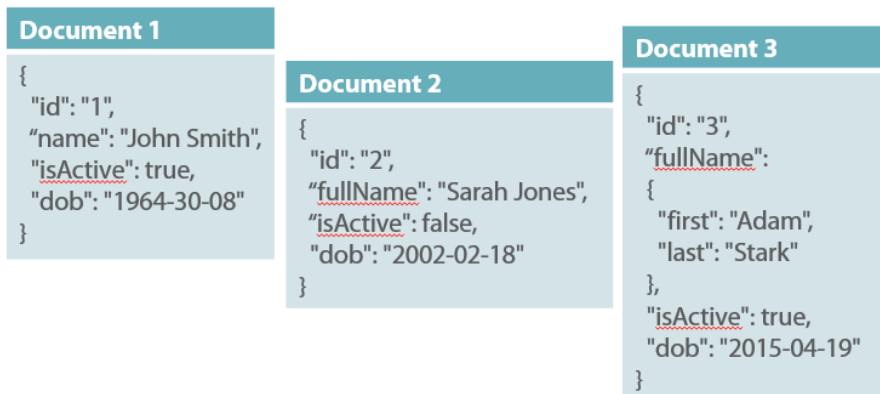 Document 1
{
"id": "1",
“name": "John Smith",
"isActive": true,
"dob": "1964-30-08"
}
Document 2
{
"id": "2",
“fullName": "Sarah Jones",
“isActive": false,
"dob": "2002-02-18"
}
Document 3
{
"id": "3",
“fullName":
{
"first": "Adam",
"last": "Stark"
},
"isActive": true,
"dob": "2015-04-19"
}